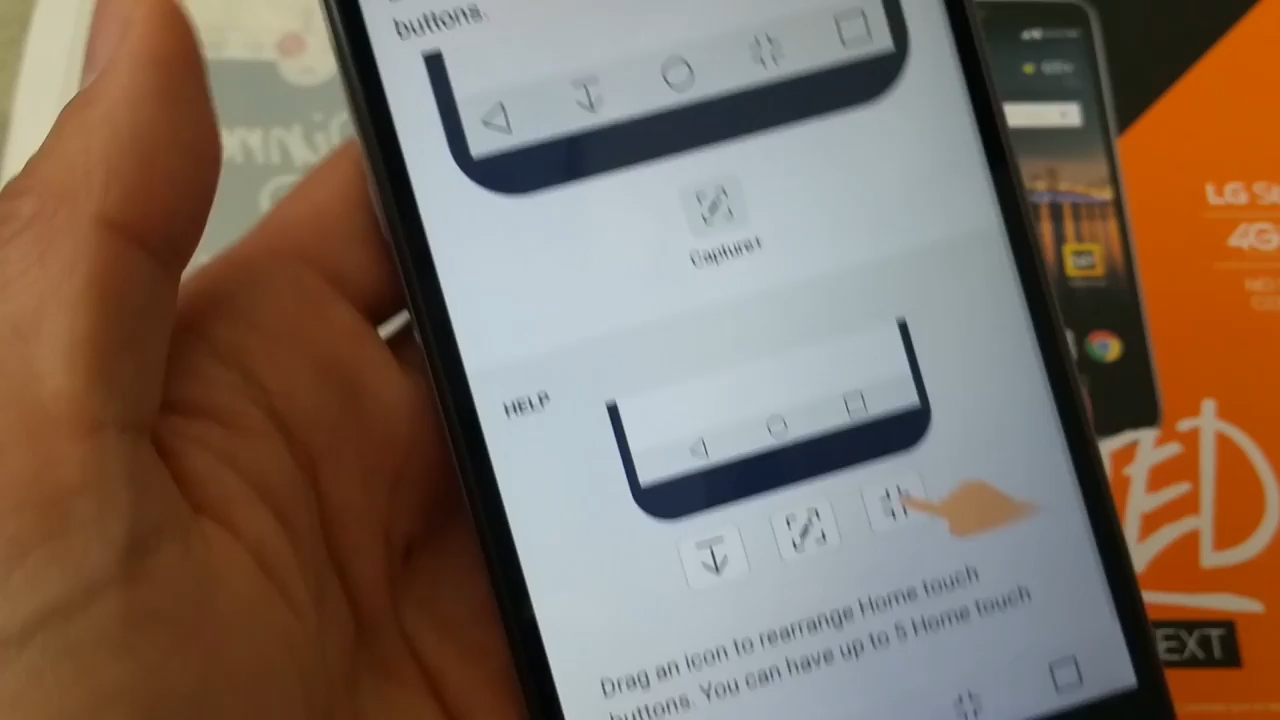 buttons.
Capture+
HELP
Drag an icon to rearrange Home touch
buttons. You can have up to 5 Home touch
LG
4G
EXT